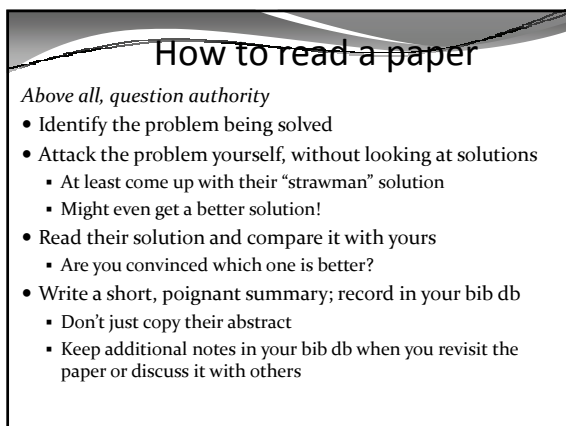 How to read a paper
Above all, question authority
• Identify the problem being solved
• Attack the problem yourself, without looking at solutions
▪ At least come up with their “strawman” solution
▪ Might even get a better solution!
• Read their solution and compare it with yours
▪ Are you convinced which one is better?
• Write a short, poignant summary; record in your bib db
▪ Don’t just copy their abstract
▪ Keep additional notes in your bib db when you revisit the
paper or discuss it with others